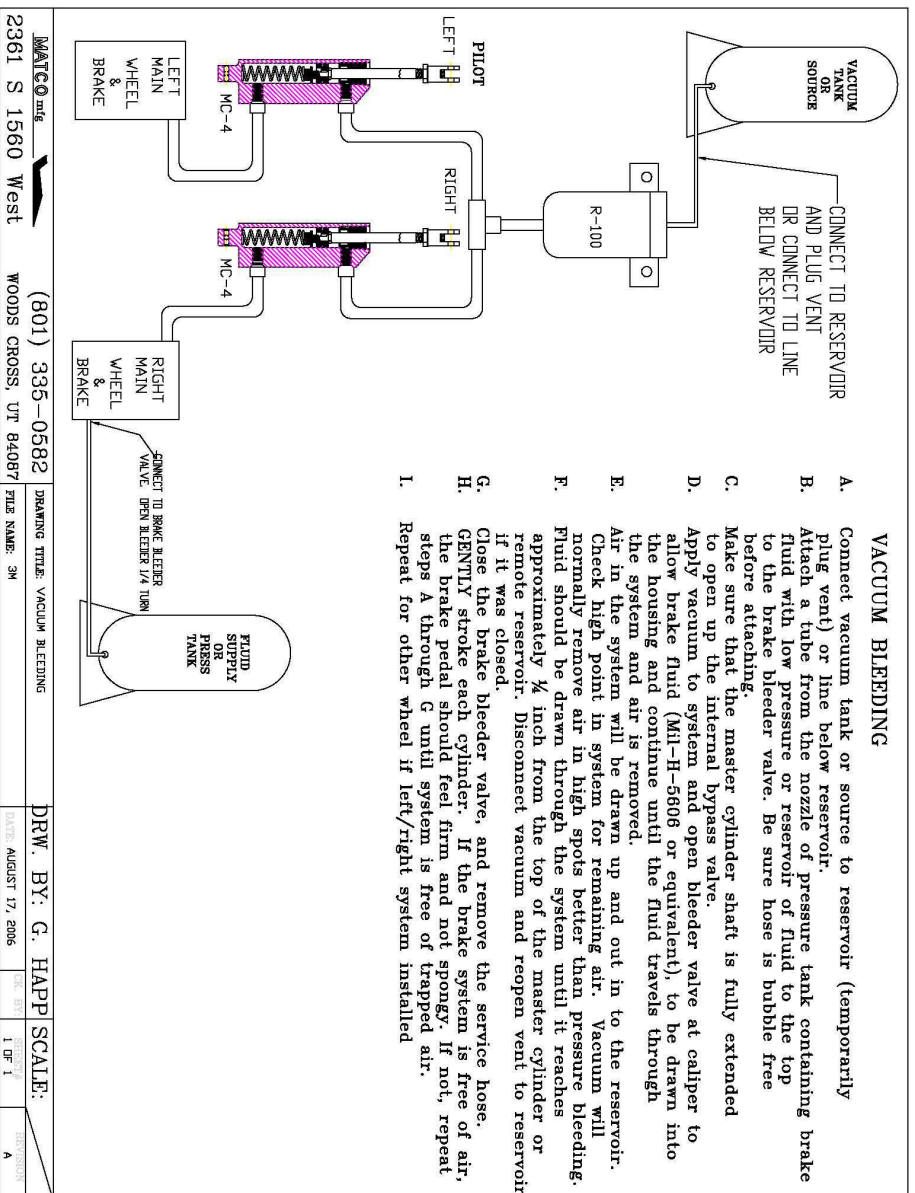 VACUUM BLEEDING
A. Connect vacuum tank or source to reservoir (temporarily
plug vent) or line below reservoir.
B. Attach a tube from the nozzle of pressure tank containing brake
fluid with low pressure or reservoir of fluid to the top
to the brake bleeder valve. Be sure hose is bubble free
before attaching.
C. Make sure that the master cylinder shaft is fully extended
to open up the internal bypass valve.
D. Apply vacuum to system and open bleeder valve at caliper to
allow brake fluid (Mil-H-5606 or equivalent), to be drawn into
the housing and continue until the fluid travels through
the system and air is removed.
E. Air in the system will be drawn up and out in to the reservoir.
Check high point in system for remaining air. Vacuum will
normally remove air in high spots better than pressure bleeding.
F. Fluid should be drawn through the system until it reaches
approximately ¼ inch from the top of the master cylinder or
remote reservoir. Disconnect vacuum and reopen vent to reservoir
if it was closed.
G. Close the brake bleeder valve, and remove the service hose.
H. GENTLY stroke each cylinder. If the brake system is free of air,
the brake pedal should feel firm and not spongy. If not, repeat
steps A through G until system is free of trapped air.
I. Repeat for other wheel if left/right system installed
VACUUM
TANK
OR
SOURCE
CONNECT TO RESERVOIR
AND PLUG VENT
OR CONNECT TO LINE
BELOW RESERVOIR
R-100
PILOT
LEFT
RIGHT
MC-4
MC-4
LEFT
MAIN
WHEEL
&
BRAKE
RIGHT
MAIN
WHEEL
&
BRAKE
CONNECT TO BRAKE BLEEDER
VALVE. OPEN BLEEDER 1/4 TURN
FLUID
SUPPLY
OR
PRESS
TANK
MATCO mfg
(801) 335-0582
2361 S 1560 West
WOODS CROSS, UT 84087
DRAWING TITLE: VACUUM BLEEDING
FILE NAME: 3M
DRW. BY: G. HAPP
SCALE:
DATE: AUGUST 17, 2006
CK. BY:
SHEET#
1 OF 1
REVISION
A